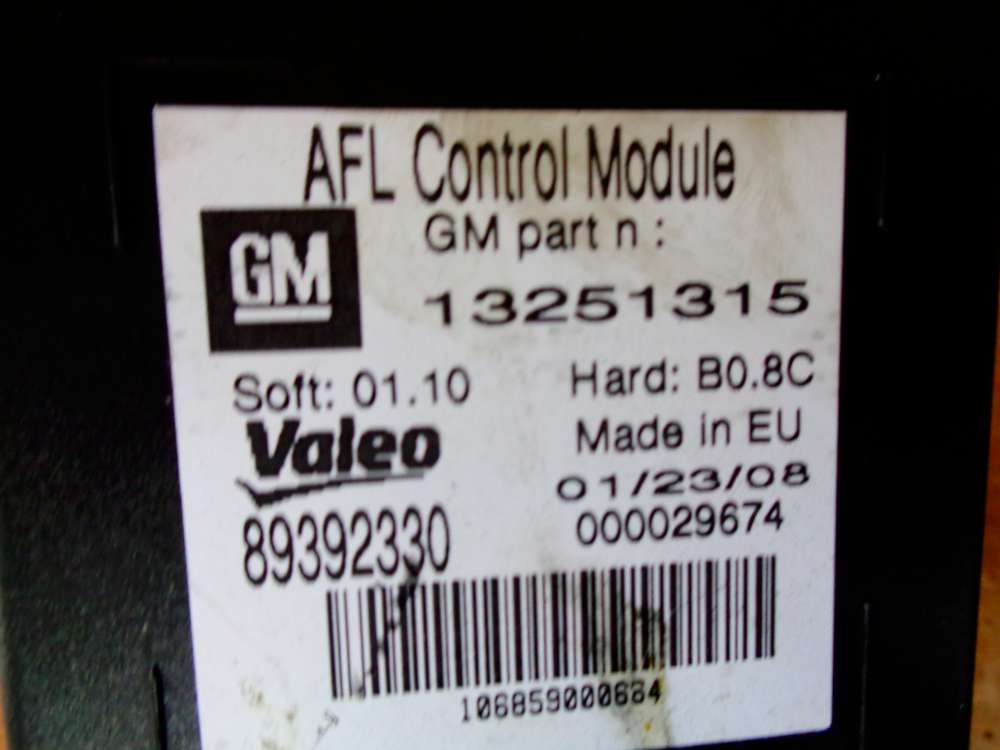 AFL Control Module
GM
GM part n :
13251315
Soft: 01.10
Hard: B0.8C
Valeo
Made in EU
01/23/08
89392330
000029674
106859000684